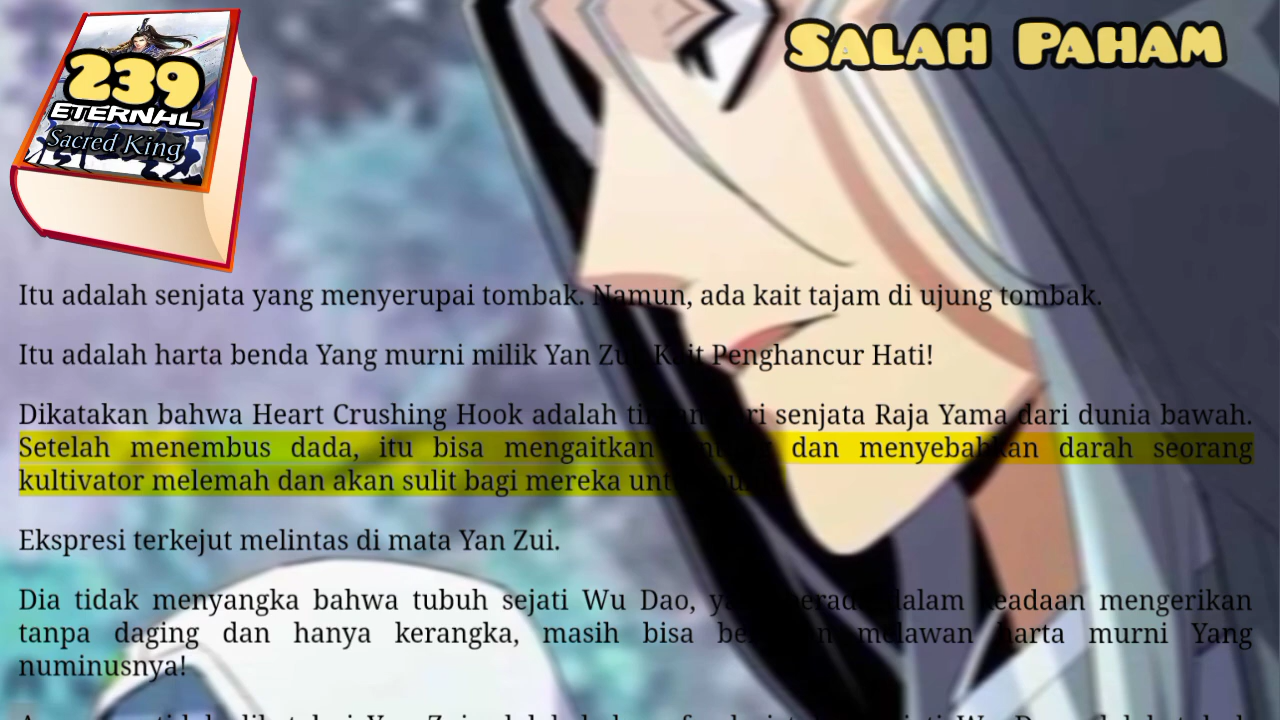 SALAH PAHAM
239
ETERNAL
Sacred King
Itu adalah senjata yang menyerupai tombak. Namun, ada kait tajam di ujung tombak.
Itu adalah harta benda Yang murni milik Yan Zui, Kait Penghancur Hati!
Dikatakan bahwa Heart Crushing Hook adalah tiruan dari senjata Raja Yama dari dunia bawah.
Setelah menembus dada, itu bisa mengaitkan dan menyebabkan darah seorang
kultivator melemah dan akan sulit bagi mereka untuk
Ekspresi terkejut melintas di mata Yan Zui.
Dia tidak menyangka bahwa tubuh sejati Wu Dao, yang berada dalam keadaan mengerikan
tanpa daging dan hanya kerangka, masih bisa bertahan melawan harta murni Yang
numinusnya!